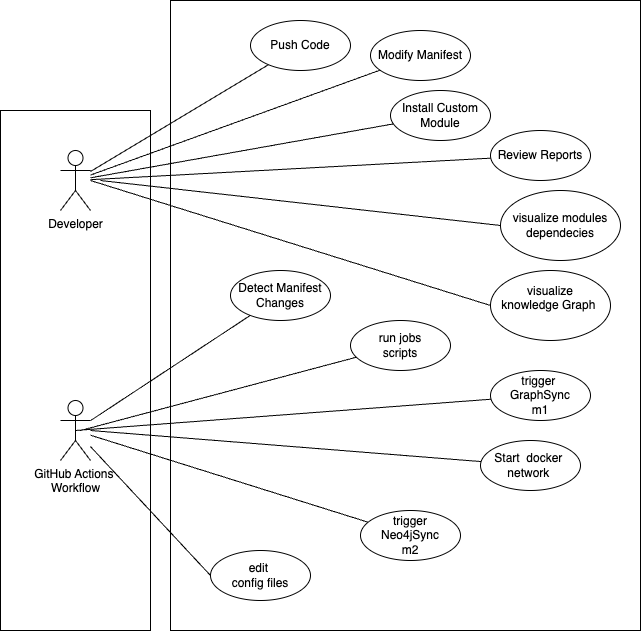 Push Code
Modify Manifest
Install Custom
Module
Review Reports
Developer
visualize modules
dependecies
Detect Manifest
Changes
visualize
knowledge Graph
run jobs
scripts
trigger
GraphSync
m1
GitHub Actions
Workflow
Start  docker
network
trigger
Neo4jSync
m2
edit
config files